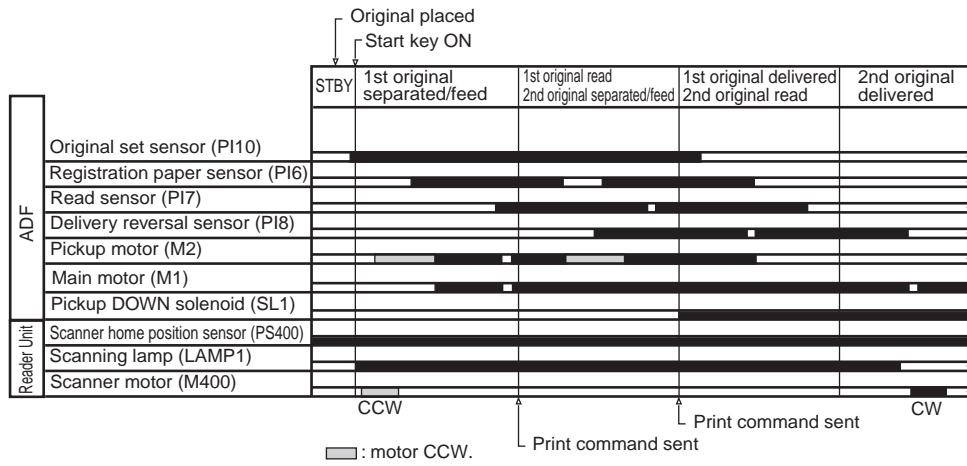 Original placed
Start key ON
STBY
1st original
separated/feed
1st original read
2nd original separated/feed
1st original delivered
2nd original read
2nd original
delivered
ADF
Original set sensor (PI10)
Registration paper sensor (PI6)
Read sensor (PI7)
Delivery reversal sensor (PI8)
Pickup motor (M2)
Main motor (M1)
Pickup DOWN solenoid (SL1)
Reader Unit
Scanner home position sensor (PS400)
Scanning lamp (LAMP1)
Scanner motor (M400)
CCW
CW
Print command sent
Print command sent
: motor CCW.